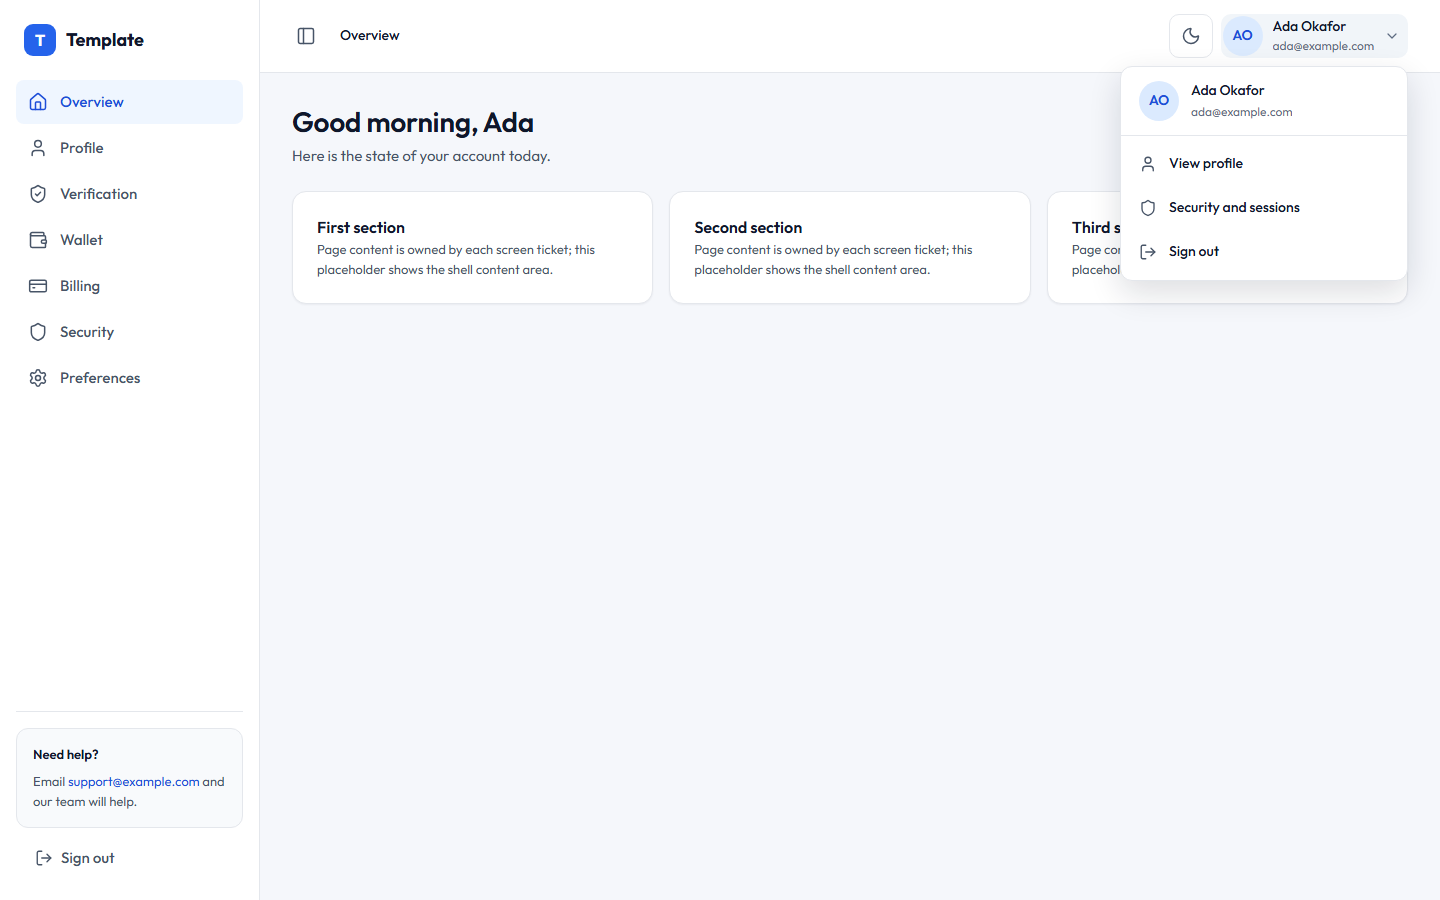 T Template
Overview
Profile
Verification
Wallet
Billing
Security
Preferences
Need help?
Email support@example.com and
our team will help.
Sign out
Overview
AO
Ada Okafor
ada@example.com
AO
Ada Okafor
ada@example.com
View profile
Security and sessions
Sign out
Good morning, Ada
Here is the state of your account today.
First section
Page content is owned by each screen ticket; this
placeholder shows the shell content area.
Second section
Page content is owned by each screen ticket; this
placeholder shows the shell content area.
Third s
Page co
placehol